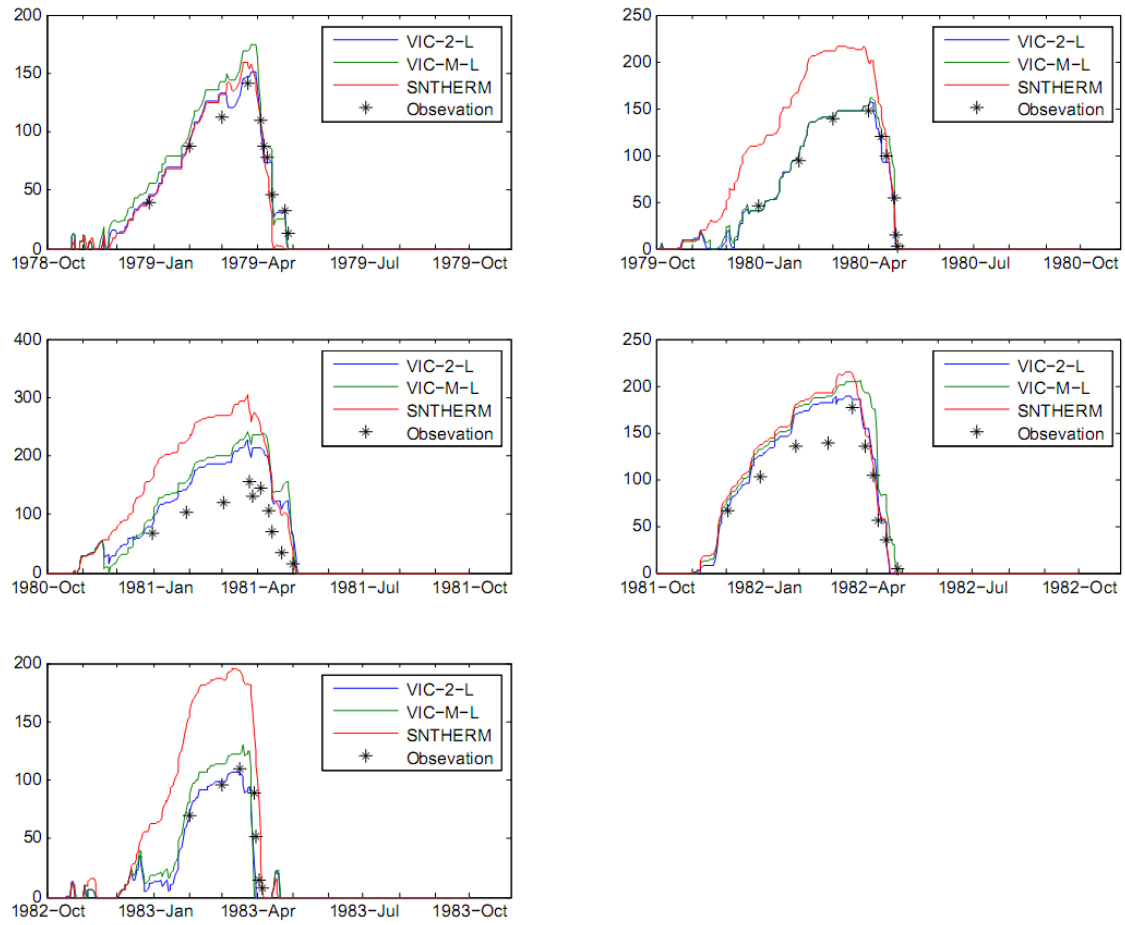 200
150
100
50
0
1978-Oct 1979-Jan 1979-Apr 1979-Jul 1979-Oct
VIC-2-L
VIC-M-L
SNTHERM
Obsevation
250
200
150
100
50
0
1979-Oct 1980-Jan 1980-Apr 1980-Jul 1980-Oct
VIC-2-L
VIC-M-L
SNTHERM
Obsevation
400
300
200
100
0
1980-Oct 1981-Jan 1981-Apr 1981-Jul 1981-Oct
VIC-2-L
VIC-M-L
SNTHERM
Obsevation
250
200
150
100
50
0
1981-Oct 1982-Jan 1982-Apr 1982-Jul 1982-Oct
VIC-2-L
VIC-M-L
SNTHERM
Obsevation
200
150
100
50
0
1982-Oct 1983-Jan 1983-Apr 1983-Jul 1983-Oct
VIC-2-L
VIC-M-L
SNTHERM
Obsevation